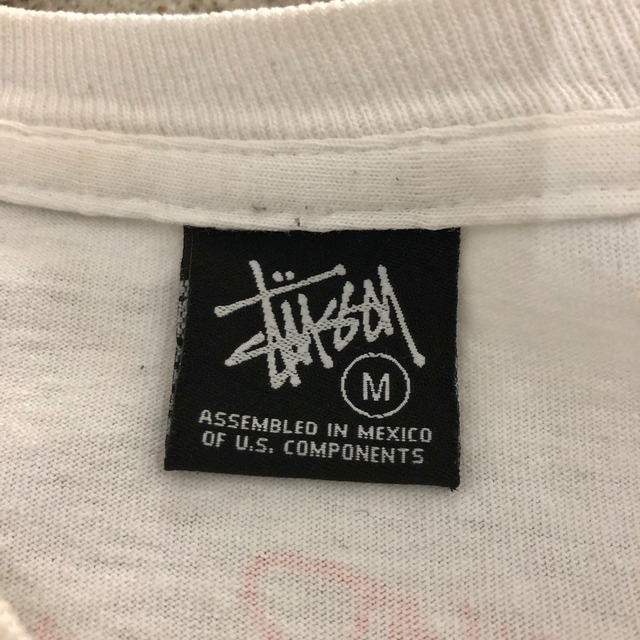 Stüssy
M
ASSEMBLED IN MEXICO
OF U.S. COMPONENTS